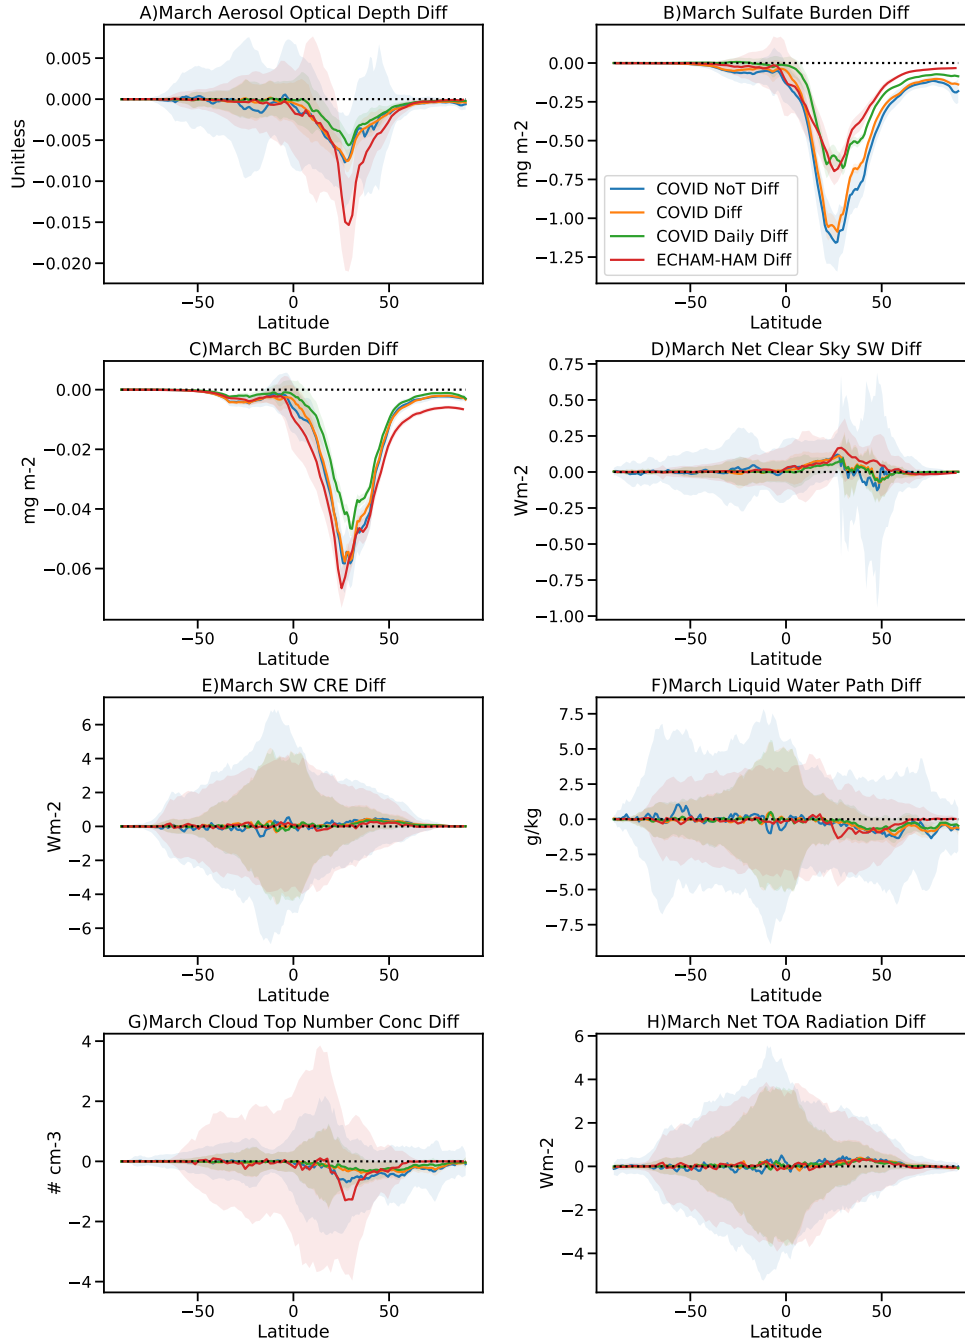 A)March Aerosol Optical Depth Diff
0.005
0.000
−0.005
−0.010
−0.015
−0.020
Unitless
−50
0
50
Latitude
B)March Sulfate Burden Diff
0.00
−0.25
−0.50
−0.75
−1.00
−1.25
mg m-2
COVID NoT Diff
COVID Diff
COVID Daily Diff
ECHAM-HAM Diff
−50
0
50
Latitude
C)March BC Burden Diff
0.00
−0.02
−0.04
−0.06
mg m-2
−50
0
50
Latitude
D)March Net Clear Sky SW Diff
0.75
0.50
0.25
0.00
−0.25
−0.50
−0.75
−1.00
Wm-2
−50
0
50
Latitude
E)March SW CRE Diff
6
4
2
0
−2
−4
−6
Wm-2
−50
0
50
Latitude
F)March Liquid Water Path Diff
7.5
5.0
2.5
0.0
−2.5
−5.0
−7.5
g/kg
−50
0
50
Latitude
G)March Cloud Top Number Conc Diff
4
2
0
−2
−4
# cm-3
−50
0
50
Latitude
H)March Net TOA Radiation Diff
6
4
2
0
−2
−4
Wm-2
−50
0
50
Latitude